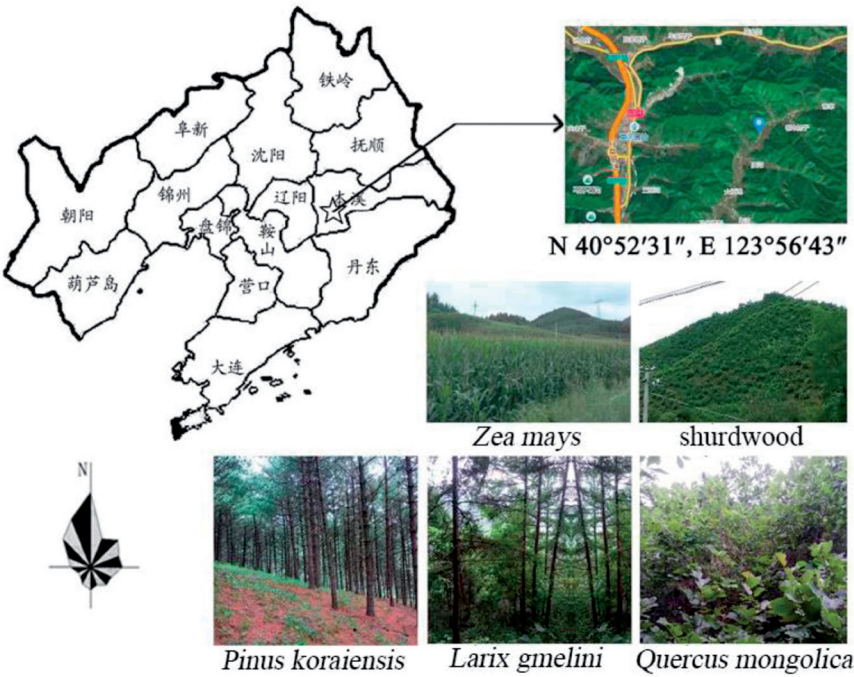 铁岭
阜新
沈阳
抚顺
朝阳
锦州
辽阳
本溪
盘锦
鞍
山
葫芦岛
营口
丹东
大连
N 40°52′31″, E 123°56′43″
Zea mays
shurdwood
N
Pinus koraiensis
Larix gmelini
Quercus mongolica